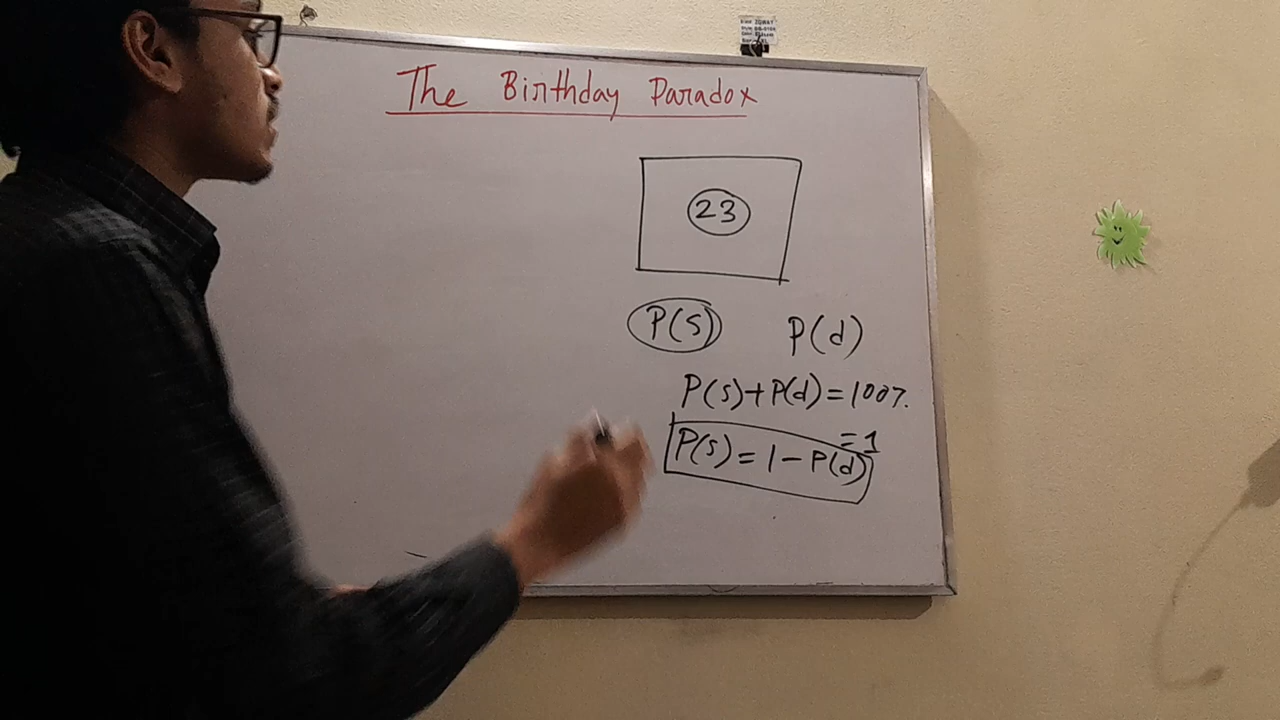 The Birthday Paradox
23
P(s) P(d)
P(s)+P(d)=100%.
=1
P(s)=1-P(d)